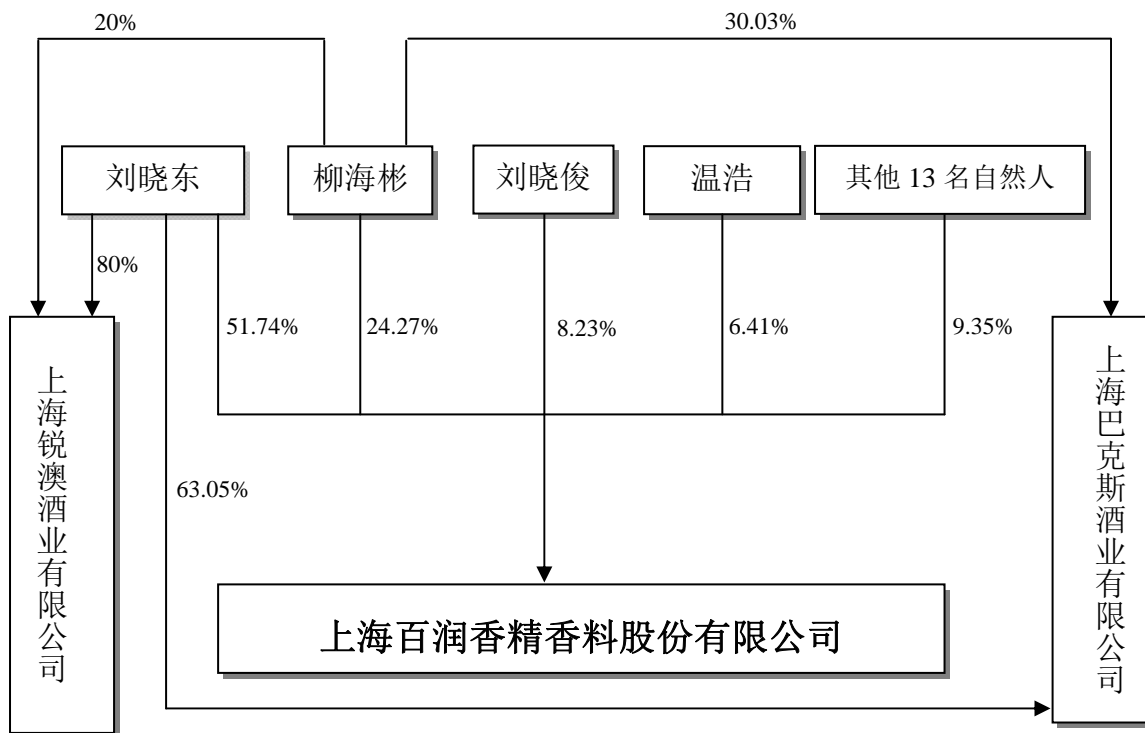 20%
30.03%
刘晓东
柳海彬
刘晓俊
温浩
其他 13 名自然人
80%
51.74%
24.27%
8.23%
6.41%
9.35%
上海锐澳酒业有限公司
上海巴克斯酒业有限公司
63.05%
上海百润香精香料股份有限公司